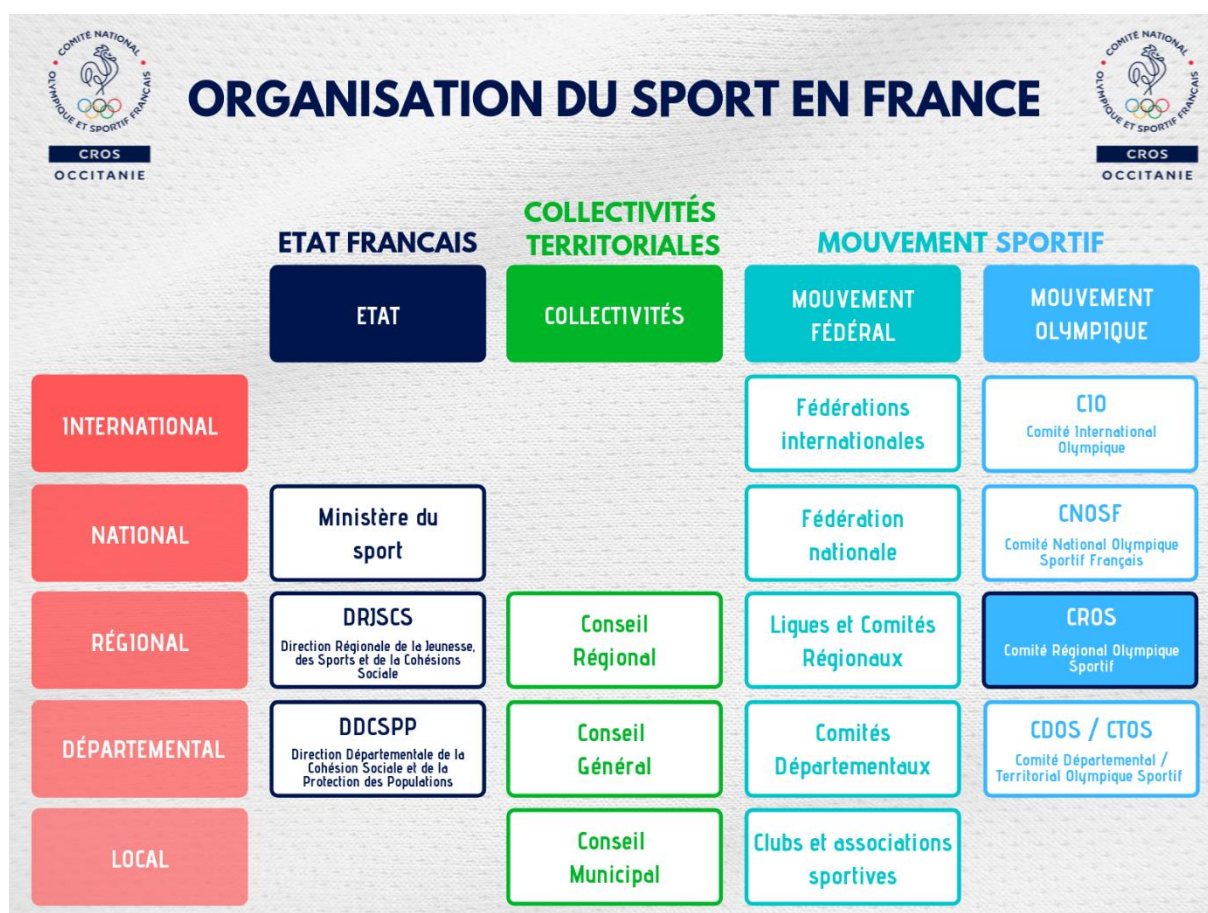 COMITÉ NATIONAL OLYMPIQUE ET SPORTIF FRANÇAIS
CROS
OCCITANIE
ORGANISATION DU SPORT EN FRANCE
COMITÉ NATIONAL OLYMPIQUE ET SPORTIF FRANÇAIS
CROS
OCCITANIE
ETAT FRANCAIS
COLLECTIVITÉS
TERRITORIALES
MOUVEMENT SPORTIF
ETAT
COLLECTIVITÉS
MOUVEMENT
FÉDÉRAL
MOUVEMENT
OLYMPIQUE
INTERNATIONAL
Fédérations
internationales
CIO
Comité International
Olympique
NATIONAL
Ministère du
sport
Fédération
nationale
CNOSF
Comité National Olympique
Sportif Français
RÉGIONAL
DRJSCS
Direction Régionale de la Jeunesse,
des Sports et de la Cohésions
Sociale
Conseil
Régional
Ligues et Comités
Régionaux
CROS
Comité Régional Olympique
Sportif
DÉPARTEMENTAL
DDCSPP
Direction Départementale de la
Cohésion Sociale et de la
Protection des Populations
Conseil
Général
Comités
Départementaux
CDOS / CTOS
Comité Départemental /
Territorial Olympique Sportif
LOCAL
Conseil
Municipal
Clubs et associations
sportives